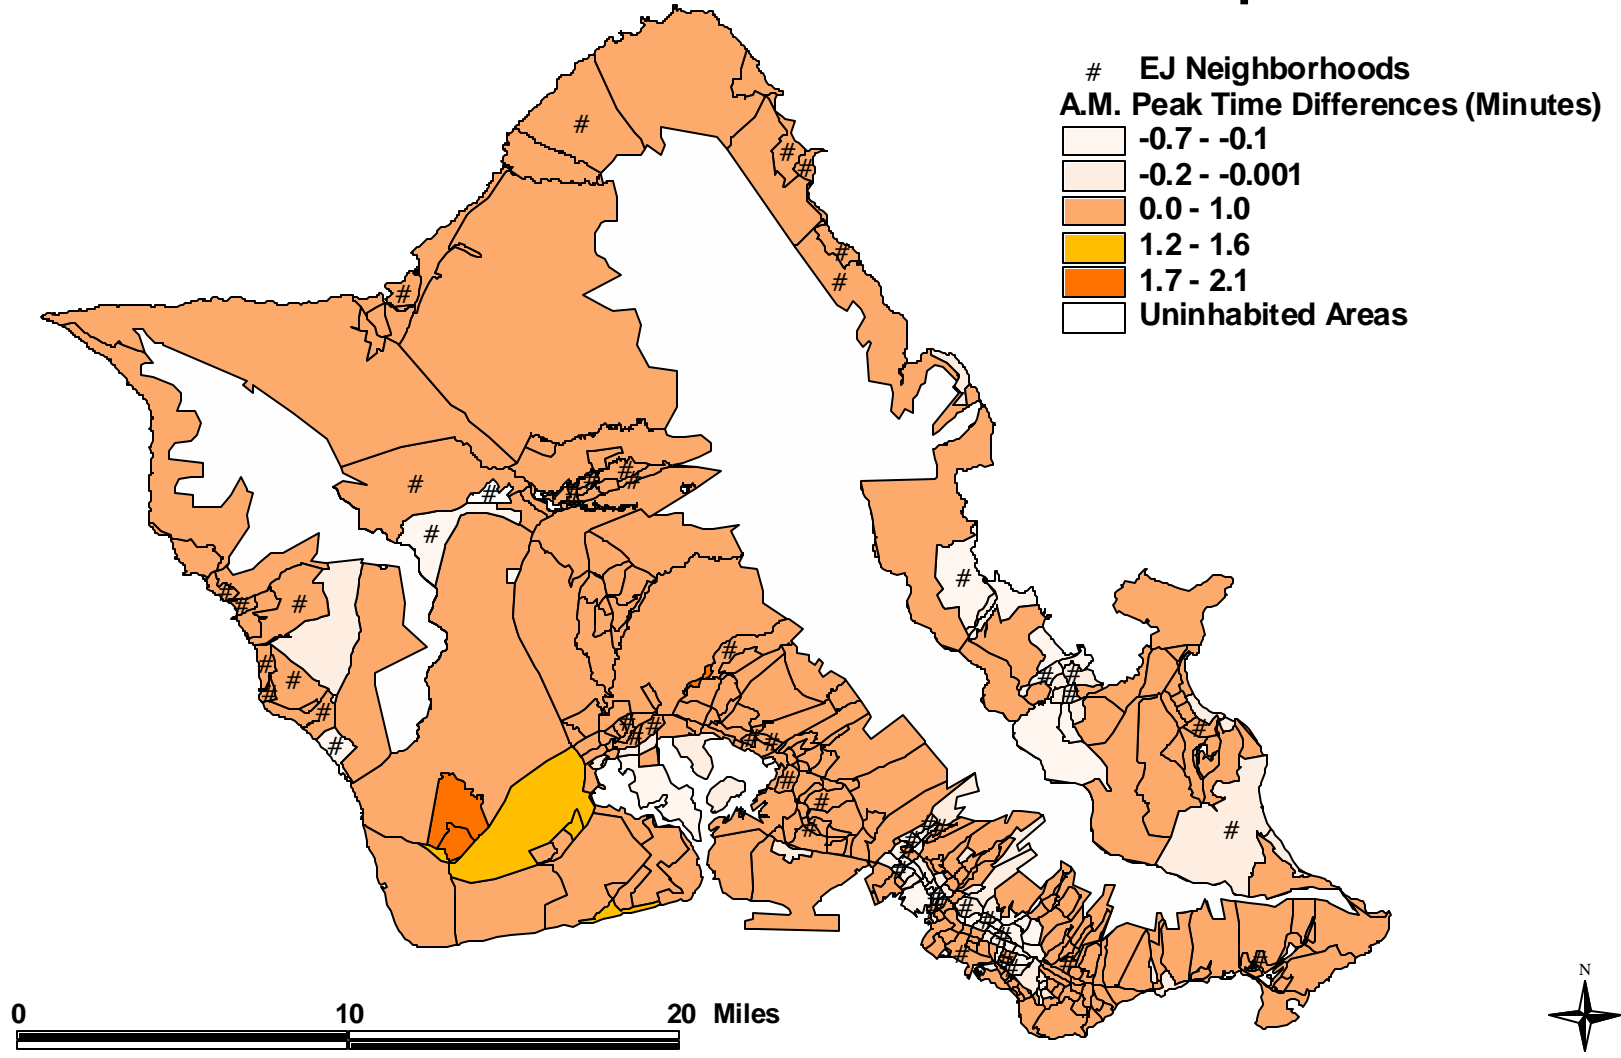 # EJ Neighborhoods
A.M. Peak Time Differences (Minutes)
-0.7 - -0.1
-0.2 - -0.001
0.0 - 1.0
1.2 - 1.6
1.7 - 2.1
Uninhabited Areas
N
0 10 20 Miles